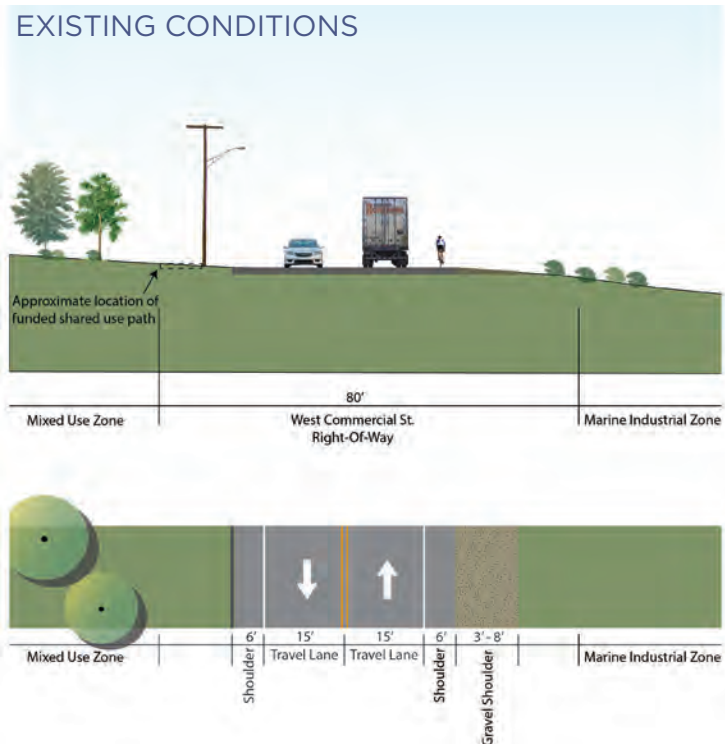 EXISTING CONDITIONS
Approximate location of
funded shared use path
80'
Mixed Use Zone
West Commercial St.
Right-Of-Way
Marine Industrial Zone
6'
15'
15'
6'
3'-8'
Mixed Use Zone
Shoulder
Travel Lane
Travel Lane
Shoulder
Gravel Shoulder
Marine Industrial Zone